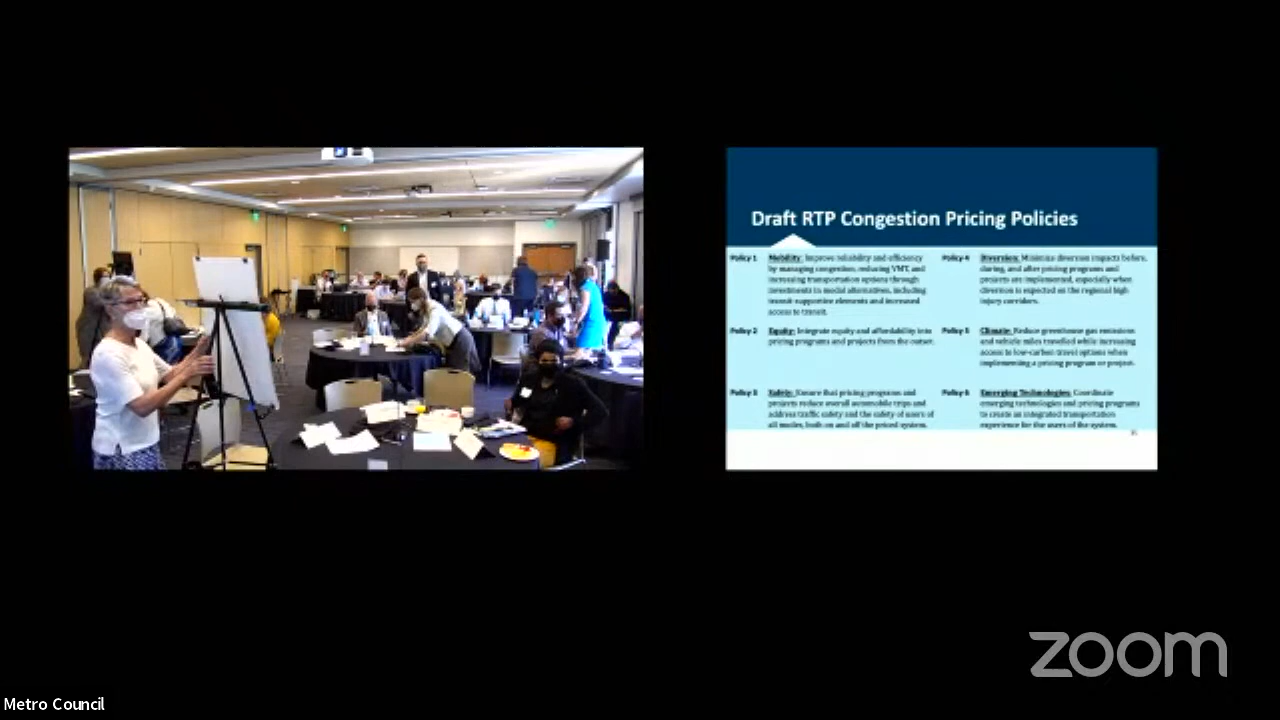 Draft RTP Congestion Pricing Policies
Policy 1
Mobility: Improve reliability and efficiency
by managing congestion, reducing VMT, and
increasing transportation options through
investments in modal alternatives, including
transit-supportive elements and increased
access to transit.
Policy 2
Equity: Integrate equity and affordability into
pricing programs and projects from the outset.
Policy 3
Safety: Ensure that pricing programs and
projects reduce overall automobile trips and
address traffic safety and the safety of users of
all modes, both on and off the priced system.
Policy 4
Diversion: Minimize diversion impacts before,
during, and after pricing programs and
projects are implemented, especially when
diversion is expected on the regional high
injury corridors.
Policy 5
Climate: Reduce greenhouse gas emissions
and vehicle miles travelled while increasing
access to low-carbon travel options when
implementing a pricing program or project.
Policy 6
Emerging Technologies: Coordinate
emerging technologies and pricing programs
to create an integrated transportation
experience for the users of the system.
zoom
Metro Council